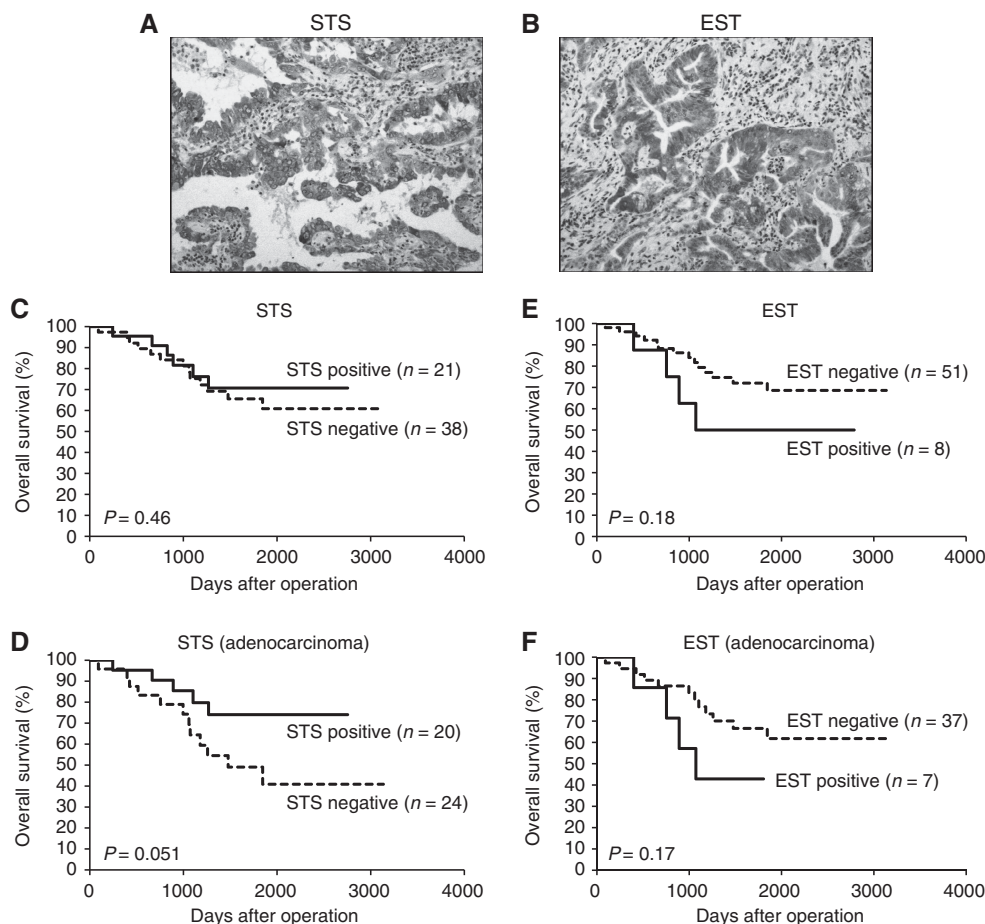 A STS
B EST
C STS
Overall survival (%)
100
90
80
70
60
50
40
30
20
10
0
STS positive (n = 21)
STS negative (n = 38)
P = 0.46
0 1000 2000 3000 4000
Days after operation
E EST
Overall survival (%)
100
90
80
70
60
50
40
30
20
10
0
EST negative (n = 51)
EST positive (n = 8)
P = 0.18
0 1000 2000 3000 4000
Days after operation
D STS (adenocarcinoma)
Overall survival (%)
100
90
80
70
60
50
40
30
20
10
0
STS positive (n = 20)
STS negative (n = 24)
P = 0.051
0 1000 2000 3000 4000
Days after operation
F EST (adenocarcinoma)
Overall survival (%)
100
90
80
70
60
50
40
30
20
10
0
EST negative (n = 37)
EST positive (n = 7)
P = 0.17
0 1000 2000 3000 4000
Days after operation